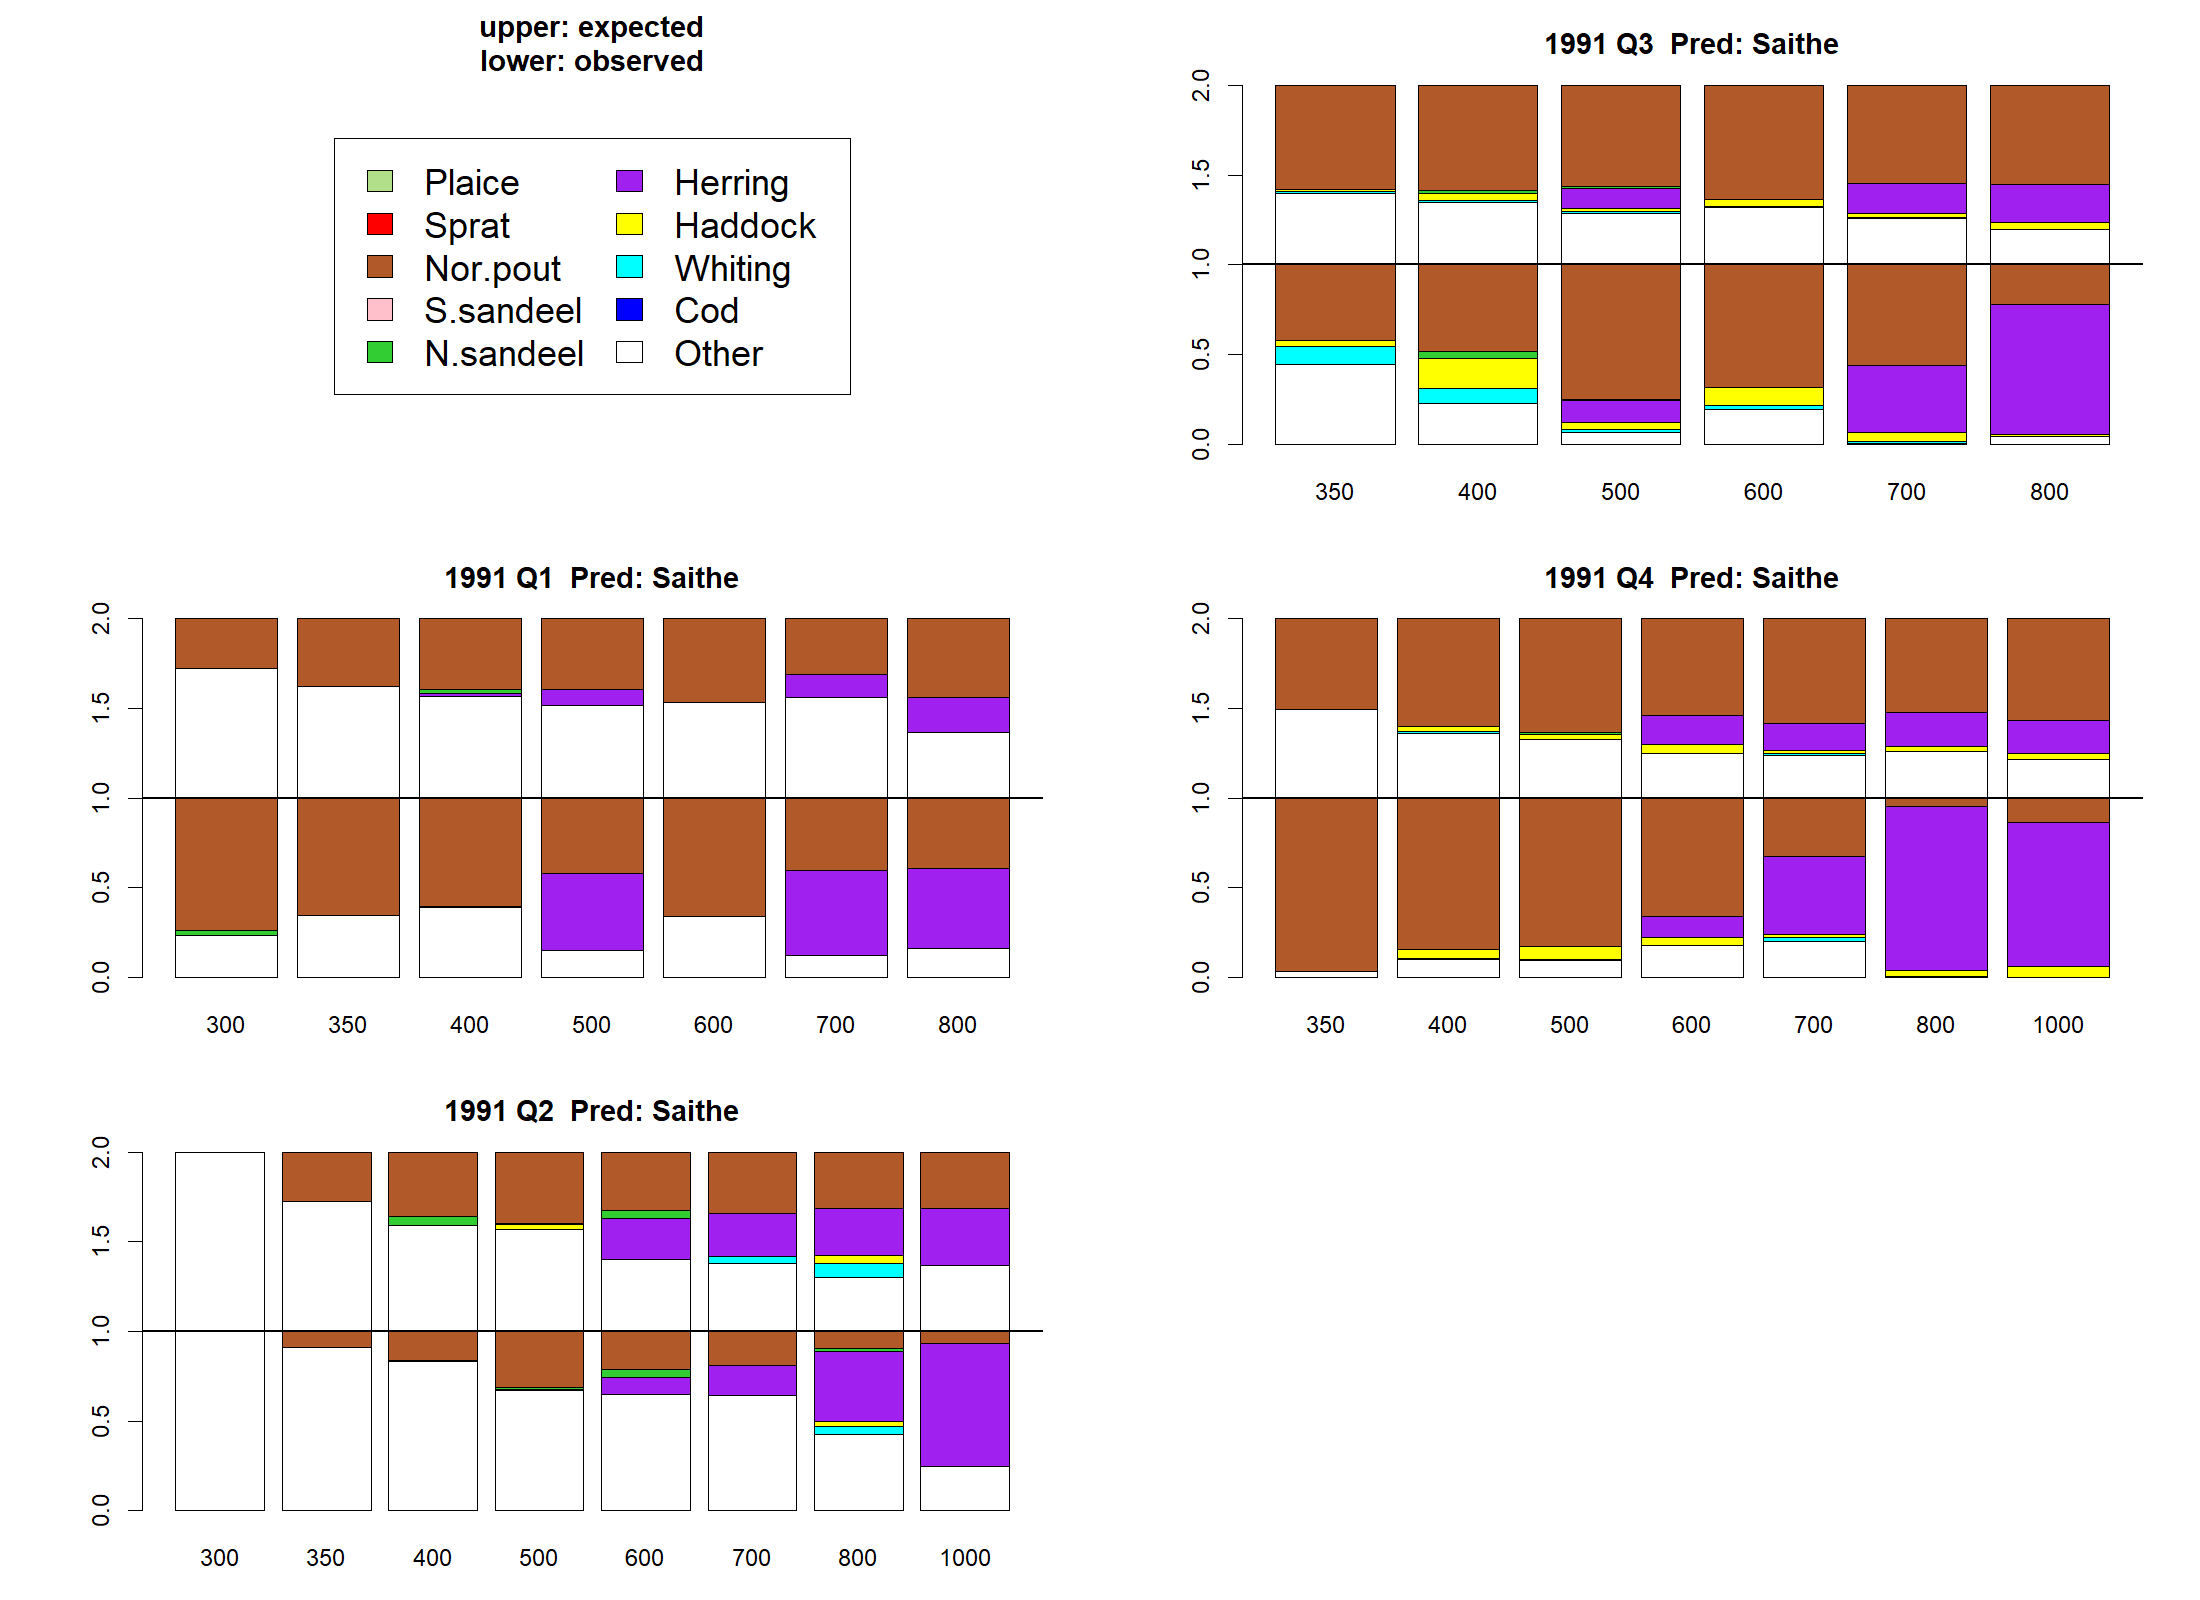 upper: expected
lower: observed
Plaice
Sprat
Nor.pout
S.sandeel
N.sandeel
Herring
Haddock
Whiting
Cod
Other
1991 Q1 Pred: Saithe
2.0
1.5
1.0
0.5
0.0
300 350 400 500 600 700 800
1991 Q2 Pred: Saithe
2.0
1.5
1.0
0.5
0.0
300 350 400 500 600 700 800 1000
1991 Q3 Pred: Saithe
2.0
1.5
1.0
0.5
0.0
350 400 500 600 700 800
1991 Q4 Pred: Saithe
2.0
1.5
1.0
0.5
0.0
350 400 500 600 700 800 1000